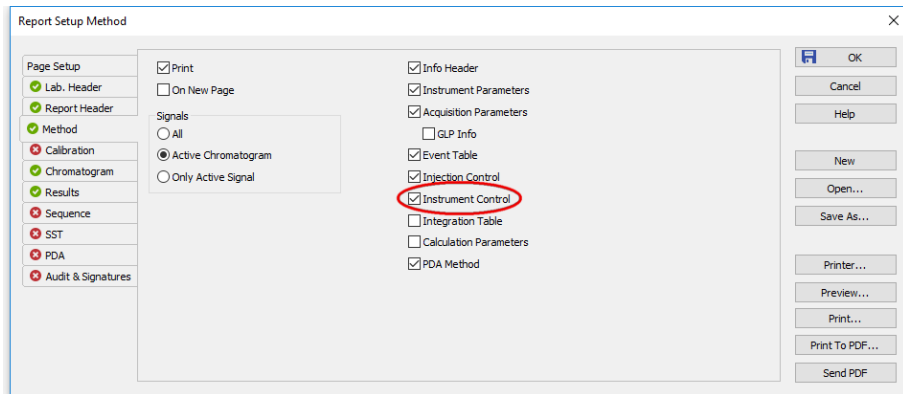 Report Setup Method
Page Setup
Lab. Header
Report Header
Method
Calibration
Chromatogram
Results
Sequence
SST
PDA
Audit & Signatures
Print
On New Page
Signals
All
Active Chromatogram
Only Active Signal
Info Header
Instrument Parameters
Acquisition Parameters
GLP Info
Event Table
Injection Control
Instrument Control
Integration Table
Calculation Parameters
PDA Method
OK
Cancel
Help
New
Open...
Save As...
Printer...
Preview...
Print...
Print To PDF...
Send PDF